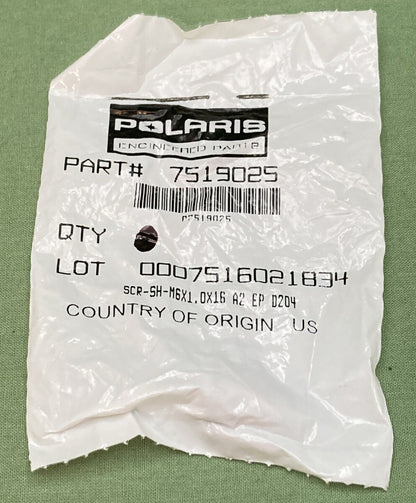 POLARIS
ENGINEERED PARTS
PART# 7519025
P7519025
QTY
LOT 0007516021834
SCR-SH-M6X1.0X16 A2 EP D204
COUNTRY OF ORIGIN US